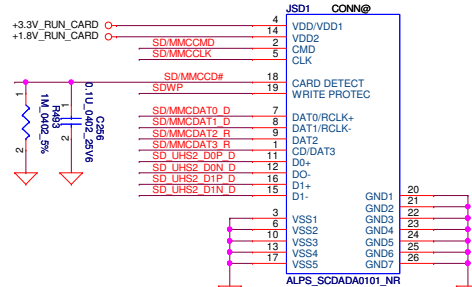 JSD1 CONN@
+3.3V_RUN_CARD 4 VDD/VDD1
+1.8V_RUN_CARD 14 VDD2
SD/MMCCMD 2 CMD
SD/MMCCLK 5 CLK
SD/MMCCD# 18 CARD DETECT
SDWP 19 WRITE PROTEC
SD/MMCDAT0_D 7 DAT0/RCLK+
SD/MMCDAT1_D 8 DAT1/RCLK-
SD/MMCDAT2_R 9 DAT2
SD/MMCDAT3_R 1 CD/DAT3
SD_UHS2_D0P_D 11 D0+
SD_UHS2_D0N_D 12 DO-
SD_UHS2_D1P_D 16 D1+
SD_UHS2_D1N_D 15 D1-
3 VSS1
6 VSS2
10 VSS3
13 VSS4
17 VSS5
GND1 20
GND2 21
GND3 22
GND4 23
GND5 24
GND6 25
GND7 26
ALPS_SCDADA0101_NR
1
2
1M_0402_5%
R493
1
2
0.1U_0402_25V6
C256